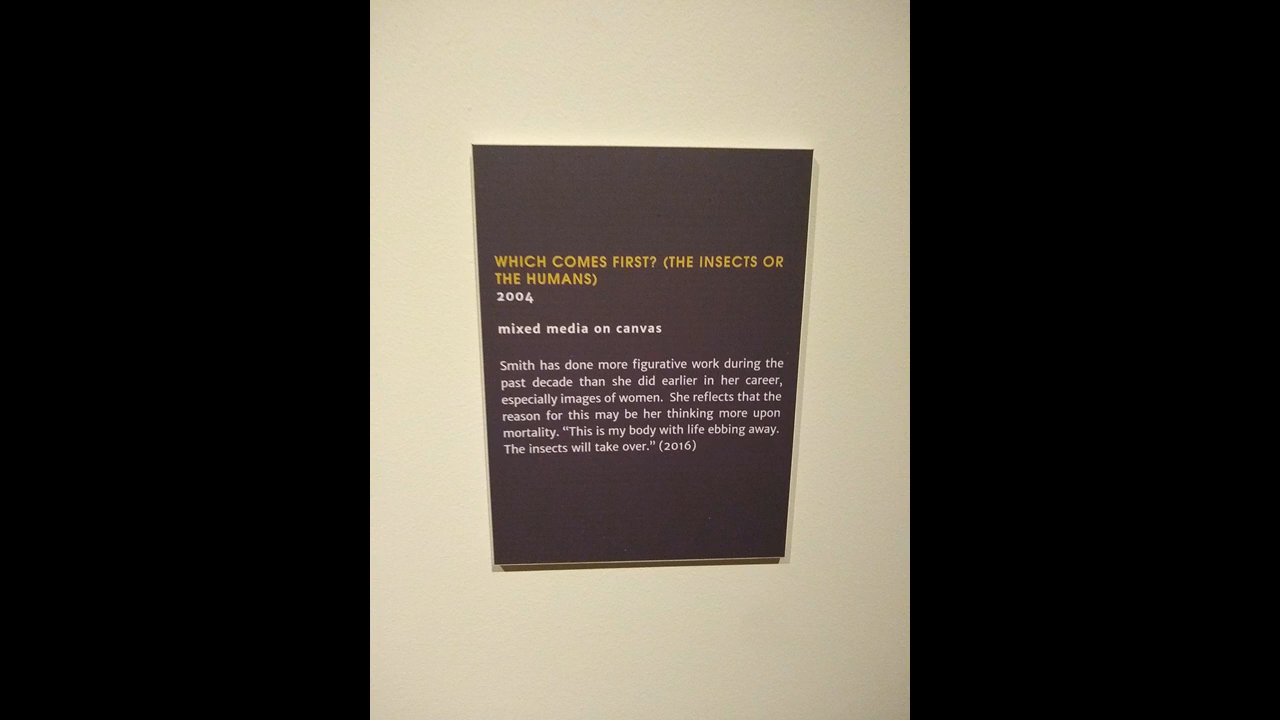 WHICH COMES FIRST? (THE INSECTS OR
THE HUMANS)
2004
mixed media on canvas
Smith has done more figurative work during the
past decade than she did earlier in her career,
especially images of women. She reflects that the
reason for this may be her thinking more upon
mortality. “This is my body with life ebbing away.
The insects will take over.” (2016)